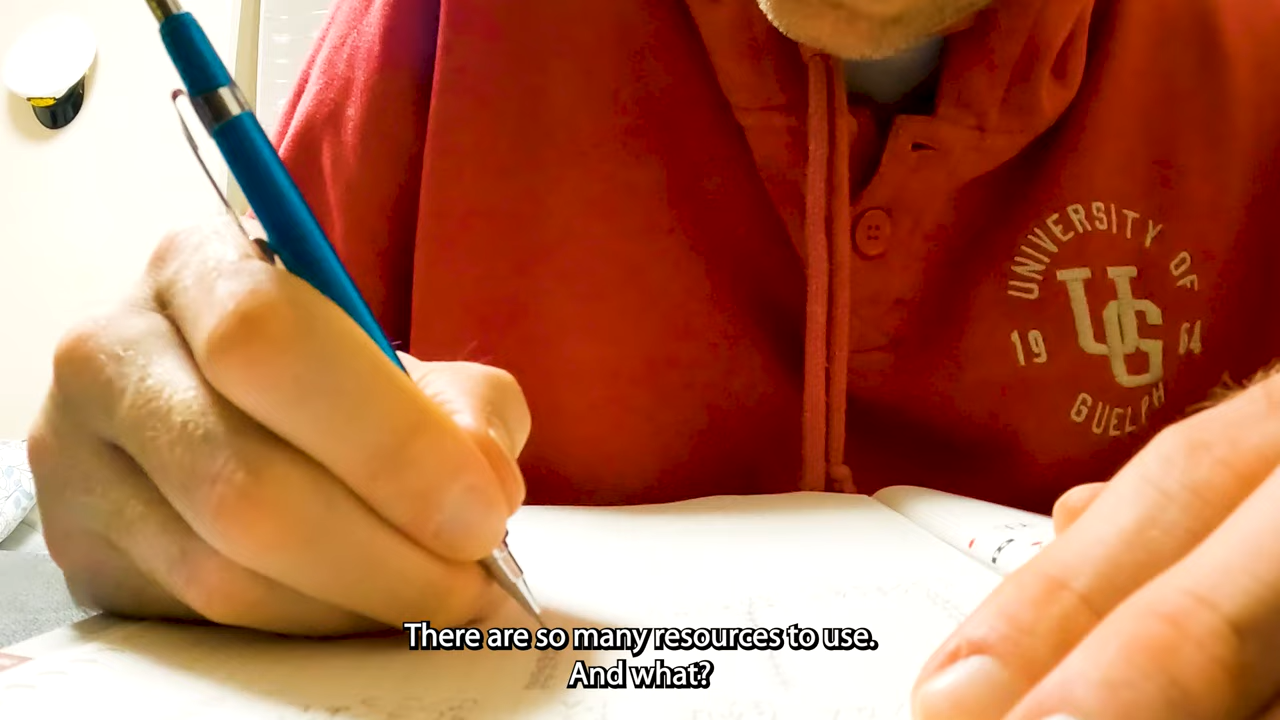 UNIVERSITY OF
UG
19 64
GUELPH
There are so many resources to use.
And what?